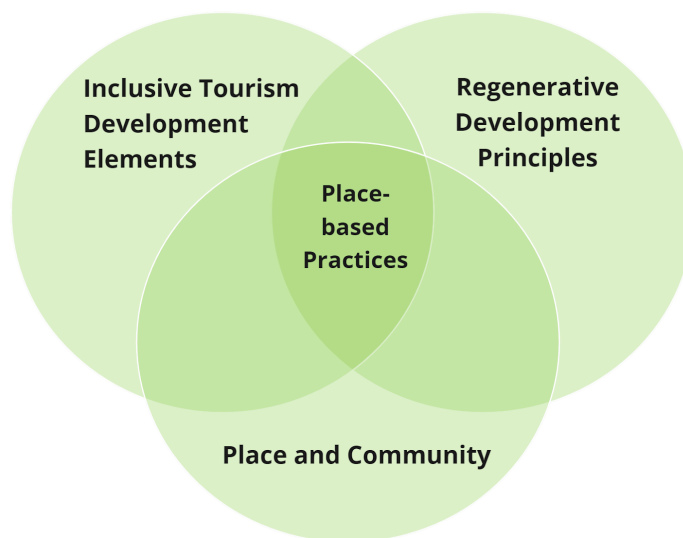 Inclusive Tourism
Development
Elements
Regenerative
Development
Principles
Place-
based
Practices
Place and Community